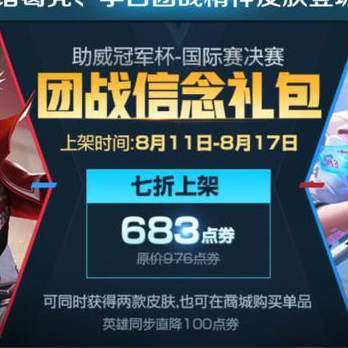 助威冠军杯-国际赛决赛
团战信念礼包
上架时间:8月11日-8月17日
七折上架
683点券
原价976点券
可同时获得两款皮肤,也可在商城购买单品
英雄同步直降100点券